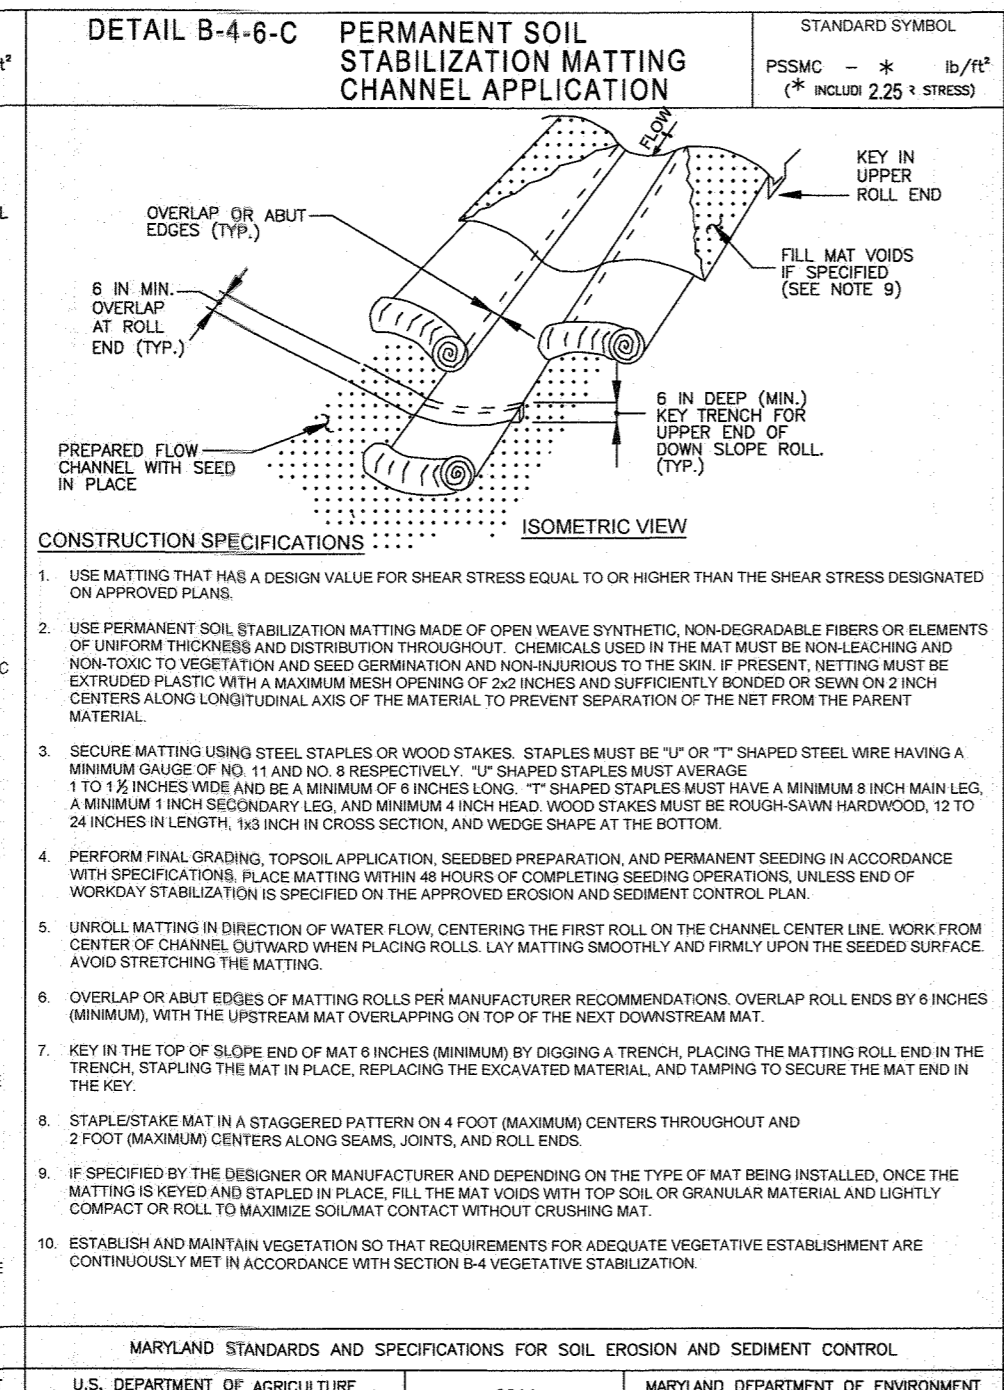 DETAIL B-4-6-C PERMANENT SOIL
STABILIZATION MATTING
CHANNEL APPLICATION
STANDARD SYMBOL
PSSMC - * lb/ft²
(* INCLUDI 2.25 STRESS)
FLOW
KEY IN
UPPER
ROLL END
OVERLAP OR ABUT
EDGES (TYP.)
FILL MAT VOIDS
IF SPECIFIED
(SEE NOTE 9)
6 IN MIN.
OVERLAP
AT ROLL
END (TYP.)
6 IN DEEP (MIN.)
KEY TRENCH FOR
UPPER END OF
DOWN SLOPE ROLL.
(TYP.)
PREPARED FLOW
CHANNEL WITH SEED
IN PLACE
ISOMETRIC VIEW
CONSTRUCTION SPECIFICATIONS
1. USE MATTING THAT HAS A DESIGN VALUE FOR SHEAR STRESS EQUAL TO OR HIGHER THAN THE SHEAR STRESS DESIGNATED
ON APPROVED PLANS.
2. USE PERMANENT SOIL STABILIZATION MATTING MADE OF OPEN WEAVE SYNTHETIC, NON-DEGRADABLE FIBERS OR ELEMENTS
OF UNIFORM THICKNESS AND DISTRIBUTION THROUGHOUT. CHEMICALS USED IN THE MAT MUST BE NON-LEACHING AND
NON-TOXIC TO VEGETATION AND SEED GERMINATION AND NON-INJURIOUS TO THE SKIN. IF PRESENT, NETTING MUST BE
EXTRUDED PLASTIC WITH A MAXIMUM MESH OPENING OF 2x2 INCHES AND SUFFICIENTLY BONDED OR SEWN ON 2 INCH
CENTERS ALONG LONGITUDINAL AXIS OF THE MATERIAL TO PREVENT SEPARATION OF THE NET FROM THE PARENT
MATERIAL.
3. SECURE MATTING USING STEEL STAPLES OR WOOD STAKES. STAPLES MUST BE "U" OR "T" SHAPED STEEL WIRE HAVING A
MINIMUM GAUGE OF NO. 11 AND NO. 8 RESPECTIVELY. "U" SHAPED STAPLES MUST AVERAGE
1 TO 1 ½ INCHES WIDE AND BE A MINIMUM OF 6 INCHES LONG. "T" SHAPED STAPLES MUST HAVE A MINIMUM 8 INCH MAIN LEG,
A MINIMUM 1 INCH SECONDARY LEG, AND MINIMUM 4 INCH HEAD. WOOD STAKES MUST BE ROUGH-SAWN HARDWOOD, 12 TO
24 INCHES IN LENGTH, 1x3 INCH IN CROSS SECTION, AND WEDGE SHAPE AT THE BOTTOM.
4. PERFORM FINAL GRADING, TOPSOIL APPLICATION, SEEDBED PREPARATION, AND PERMANENT SEEDING IN ACCORDANCE
WITH SPECIFICATIONS. PLACE MATTING WITHIN 48 HOURS OF COMPLETING SEEDING OPERATIONS, UNLESS END OF
WORKDAY STABILIZATION IS SPECIFIED ON THE APPROVED EROSION AND SEDIMENT CONTROL PLAN.
5. UNROLL MATTING IN DIRECTION OF WATER FLOW, CENTERING THE FIRST ROLL ON THE CHANNEL CENTER LINE. WORK FROM
CENTER OF CHANNEL OUTWARD WHEN PLACING ROLLS. LAY MATTING SMOOTHLY AND FIRMLY UPON THE SEEDED SURFACE.
AVOID STRETCHING THE MATTING.
6. OVERLAP OR ABUT EDGES OF MATTING ROLLS PER MANUFACTURER RECOMMENDATIONS. OVERLAP ROLL ENDS BY 6 INCHES
(MINIMUM), WITH THE UPSTREAM MAT OVERLAPPING ON TOP OF THE NEXT DOWNSTREAM MAT.
7. KEY IN THE TOP OF SLOPE END OF MAT 6 INCHES (MINIMUM) BY DIGGING A TRENCH, PLACING THE MATTING ROLL END IN THE
TRENCH, STAPLING THE MAT IN PLACE, REPLACING THE EXCAVATED MATERIAL, AND TAMPING TO SECURE THE MAT END IN
THE KEY.
8. STAPLE/STAKE MAT IN A STAGGERED PATTERN ON 4 FOOT (MAXIMUM) CENTERS THROUGHOUT AND
2 FOOT (MAXIMUM) CENTERS ALONG SEAMS, JOINTS, AND ROLL ENDS.
9. IF SPECIFIED BY THE DESIGNER OR MANUFACTURER AND DEPENDING ON THE TYPE OF MAT BEING INSTALLED, ONCE THE
MATTING IS KEYED AND STAPLED IN PLACE, FILL THE MAT VOIDS WITH TOP SOIL OR GRANULAR MATERIAL AND LIGHTLY
COMPACT OR ROLL TO MAXIMIZE SOIL/MAT CONTACT WITHOUT CRUSHING MAT.
10. ESTABLISH AND MAINTAIN VEGETATION SO THAT REQUIREMENTS FOR ADEQUATE VEGETATIVE ESTABLISHMENT ARE
CONTINUOUSLY MET IN ACCORDANCE WITH SECTION B-4 VEGETATIVE STABILIZATION.
MARYLAND STANDARDS AND SPECIFICATIONS FOR SOIL EROSION AND SEDIMENT CONTROL
U.S. DEPARTMENT OF AGRICULTURE
MARYLAND DEPARTMENT OF ENVIRONMENT